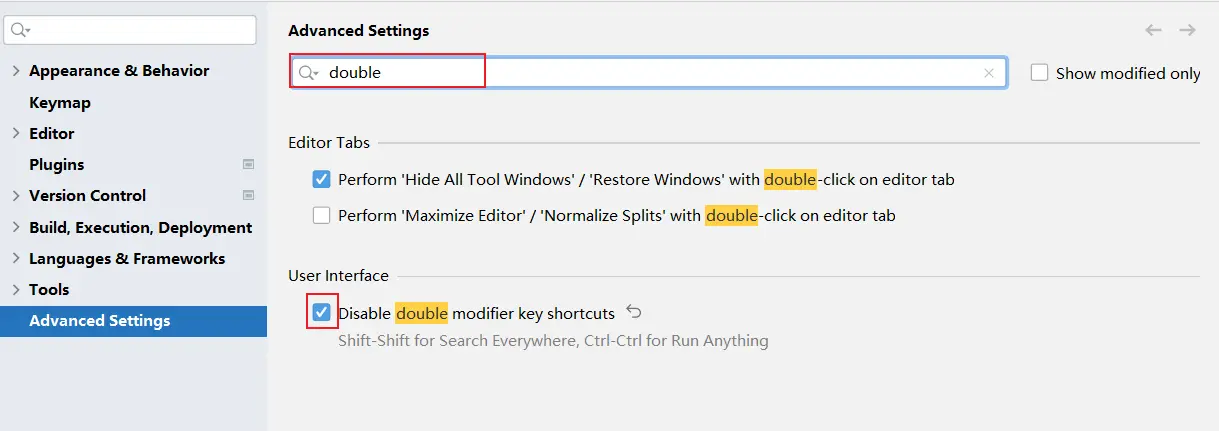 Appearance & Behavior
Keymap
Editor
Plugins
Version Control
Build, Execution, Deployment
Languages & Frameworks
Tools
Advanced Settings
Advanced Settings
double
Show modified only
Editor Tabs
Perform 'Hide All Tool Windows' / 'Restore Windows' with double-click on editor tab
Perform 'Maximize Editor' / 'Normalize Splits' with double-click on editor tab
User Interface
Disable double modifier key shortcuts
Shift-Shift for Search Everywhere, Ctrl-Ctrl for Run Anything